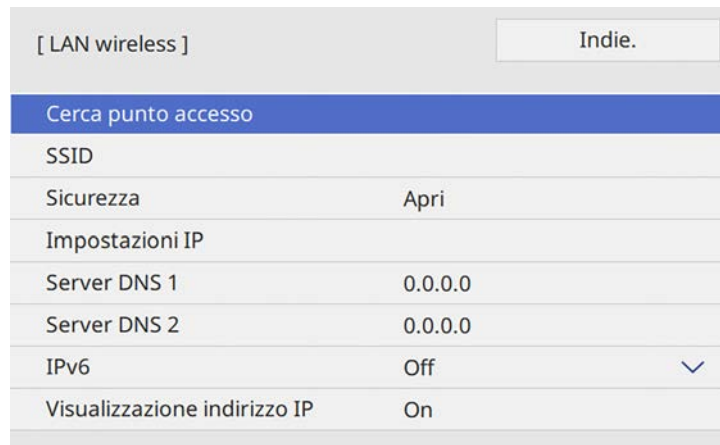 [ LAN wireless ]
Indie.
Cerca punto accesso
SSID
Sicurezza Apri
Impostazioni IP
Server DNS 1 0.0.0.0
Server DNS 2 0.0.0.0
IPv6 Off
Visualizzazione indirizzo IP On